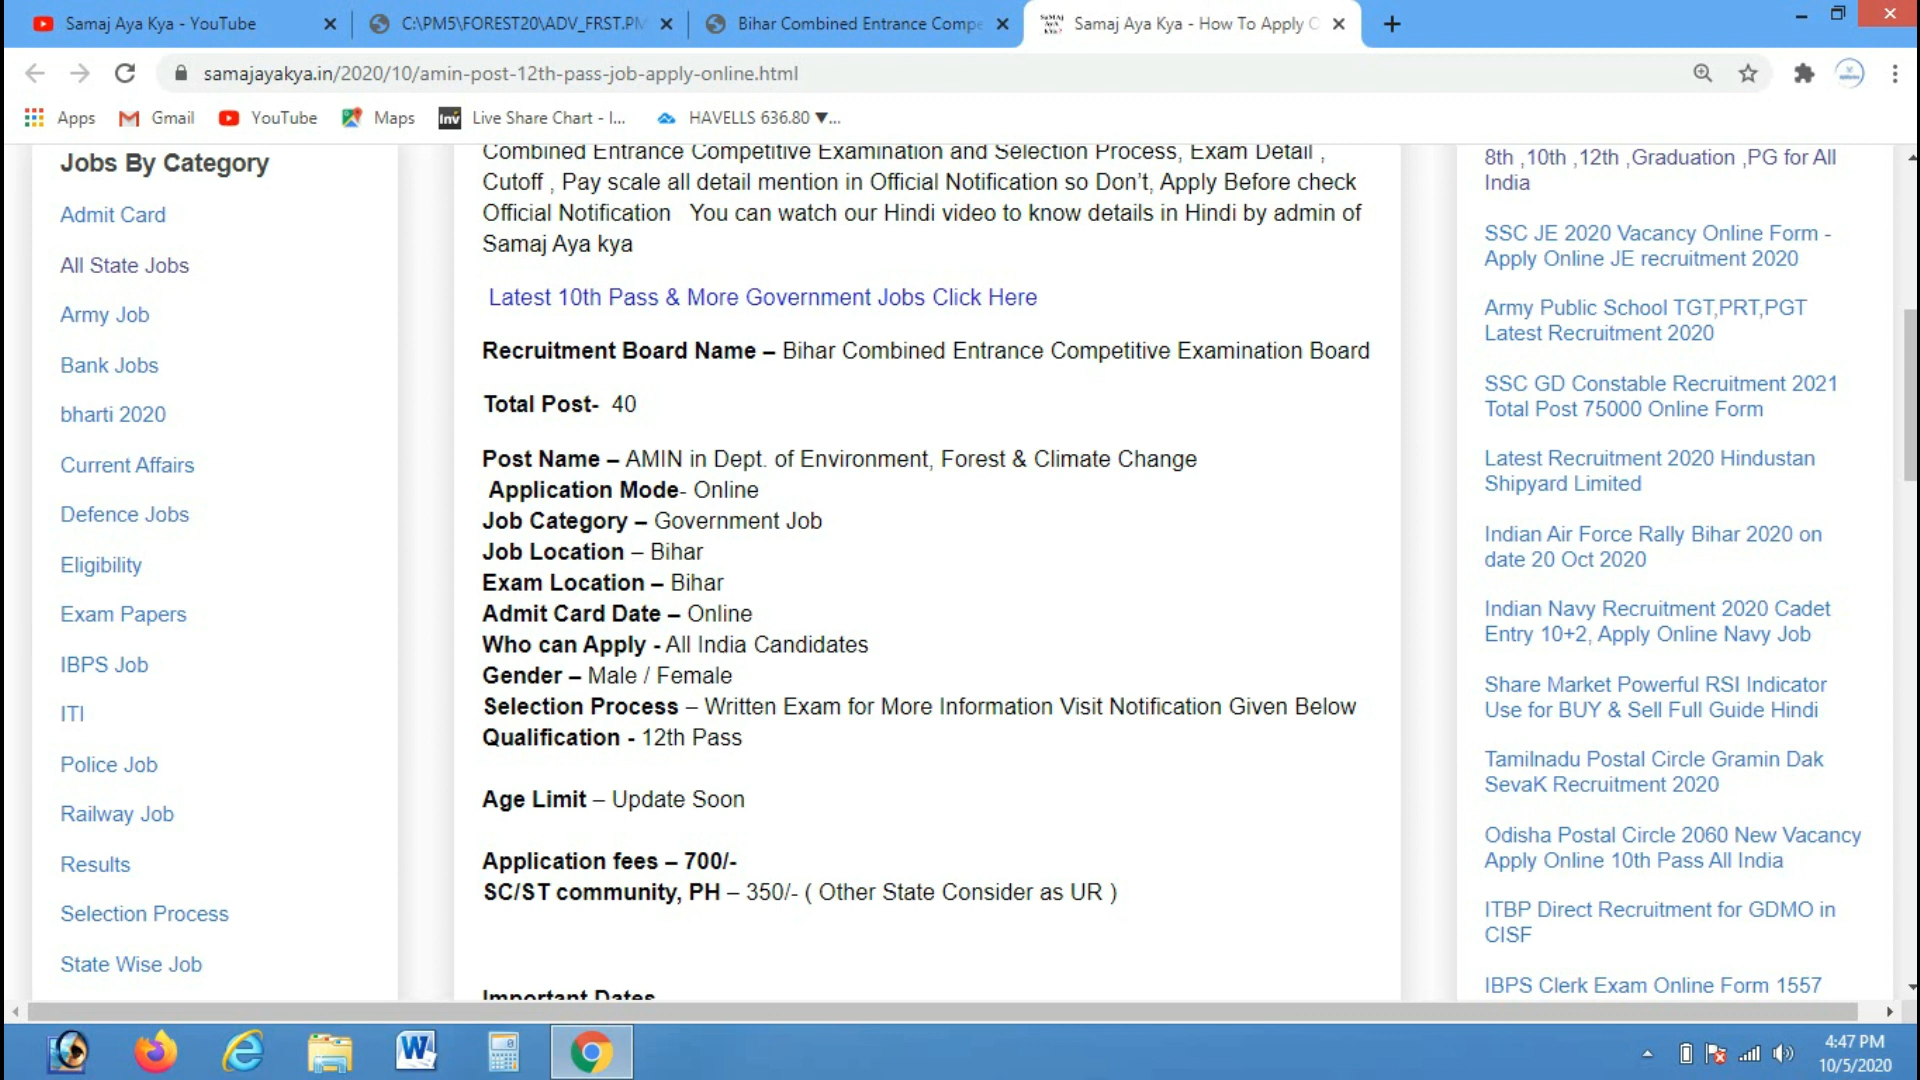 Samaj Aya Kya - YouTube
C:\PM5\FOREST20\ADV_FRST.PM
Bihar Combined Entrance Compe
Samaj Aya Kya - How To Apply O
samajayakya.in/2020/10/amin-post-12th-pass-job-apply-online.html
Apps
Gmail
YouTube
Maps
Inv
Live Share Chart - I...
HAVELLS 636.80 ▼...
Jobs By Category
Admit Card
All State Jobs
Army Job
Bank Jobs
bharti 2020
Current Affairs
Defence Jobs
Eligibility
Exam Papers
IBPS Job
ITI
Police Job
Railway Job
Results
Selection Process
State Wise Job
Combined Entrance Competitive Examination and Selection Process, Exam Detail ,
Cutoff , Pay scale all detail mention in Official Notification so Don't, Apply Before check
Official Notification You can watch our Hindi video to know details in Hindi by admin of
Samaj Aya kya
Latest 10th Pass & More Government Jobs Click Here
Recruitment Board Name – Bihar Combined Entrance Competitive Examination Board
Total Post- 40
Post Name – AMIN in Dept. of Environment, Forest & Climate Change
Application Mode- Online
Job Category – Government Job
Job Location – Bihar
Exam Location – Bihar
Admit Card Date – Online
Who can Apply - All India Candidates
Gender – Male / Female
Selection Process – Written Exam for More Information Visit Notification Given Below
Qualification - 12th Pass
Age Limit – Update Soon
Application fees – 700/-
SC/ST community, PH – 350/- ( Other State Consider as UR )
Important Dates
8th ,10th ,12th ,Graduation ,PG for All
India
SSC JE 2020 Vacancy Online Form -
Apply Online JE recruitment 2020
Army Public School TGT,PRT,PGT
Latest Recruitment 2020
SSC GD Constable Recruitment 2021
Total Post 75000 Online Form
Latest Recruitment 2020 Hindustan
Shipyard Limited
Indian Air Force Rally Bihar 2020 on
date 20 Oct 2020
Indian Navy Recruitment 2020 Cadet
Entry 10+2, Apply Online Navy Job
Share Market Powerful RSI Indicator
Use for BUY & Sell Full Guide Hindi
Tamilnadu Postal Circle Gramin Dak
SevaK Recruitment 2020
Odisha Postal Circle 2060 New Vacancy
Apply Online 10th Pass All India
ITBP Direct Recruitment for GDMO in
CISF
IBPS Clerk Exam Online Form 1557
4:47 PM
10/5/2020